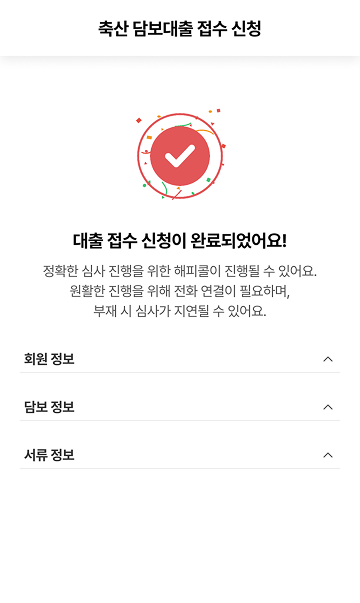 축산 담보대출 접수 신청
대출 접수 신청이 완료되었어요!
정확한 심사 진행을 위한 해피콜이 진행될 수 있어요.
원활한 진행을 위해 전화 연결이 필요하며,
부재 시 심사가 지연될 수 있어요.
회원 정보
담보 정보
서류 정보